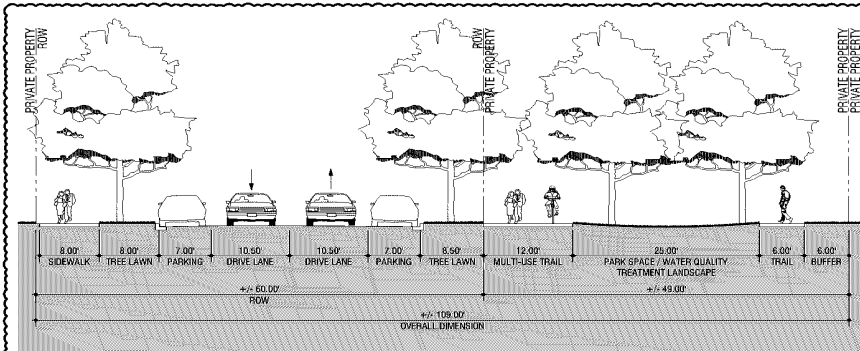 PRIVATE PROPERTY
ROW
ROW
PRIVATE PROPERTY
PRIVATE PROPERTY
PRIVATE PROPERTY
8.00'
SIDEWALK
8.00'
TREE LAWN
7.00'
PARKING
10.50'
DRIVE LANE
10.50'
DRIVE LANE
7.00'
PARKING
8.50'
TREE LAWN
12.00'
MULTI-USE TRAIL
25.00'
PARK SPACE / WATER QUALITY
TREATMENT LANDSCAPE
6.00'
TRAIL
6.00'
BUFFER
+/- 60.00'
ROW
+/- 49.00'
+/- 109.00'
OVERALL DIMENSION